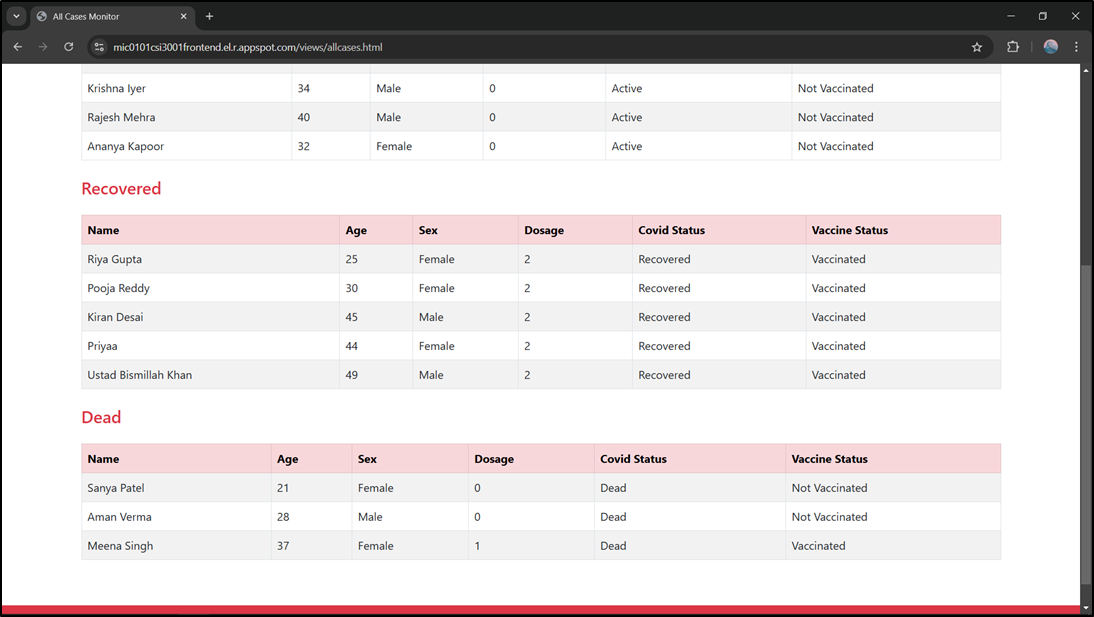 All Cases Monitor
mic0101csi3001frontend.el.r.appspot.com/views/allcases.html
Krishna Iyer 34 Male 0 Active Not Vaccinated
Rajesh Mehra 40 Male 0 Active Not Vaccinated
Ananya Kapoor 32 Female 0 Active Not Vaccinated
Recovered
Name Age Sex Dosage Covid Status Vaccine Status
Riya Gupta 25 Female 2 Recovered Vaccinated
Pooja Reddy 30 Female 2 Recovered Vaccinated
Kiran Desai 45 Male 2 Recovered Vaccinated
Priyaa 44 Female 2 Recovered Vaccinated
Ustad Bismillah Khan 49 Male 2 Recovered Vaccinated
Dead
Name Age Sex Dosage Covid Status Vaccine Status
Sanya Patel 21 Female 0 Dead Not Vaccinated
Aman Verma 28 Male 0 Dead Not Vaccinated
Meena Singh 37 Female 1 Dead Vaccinated